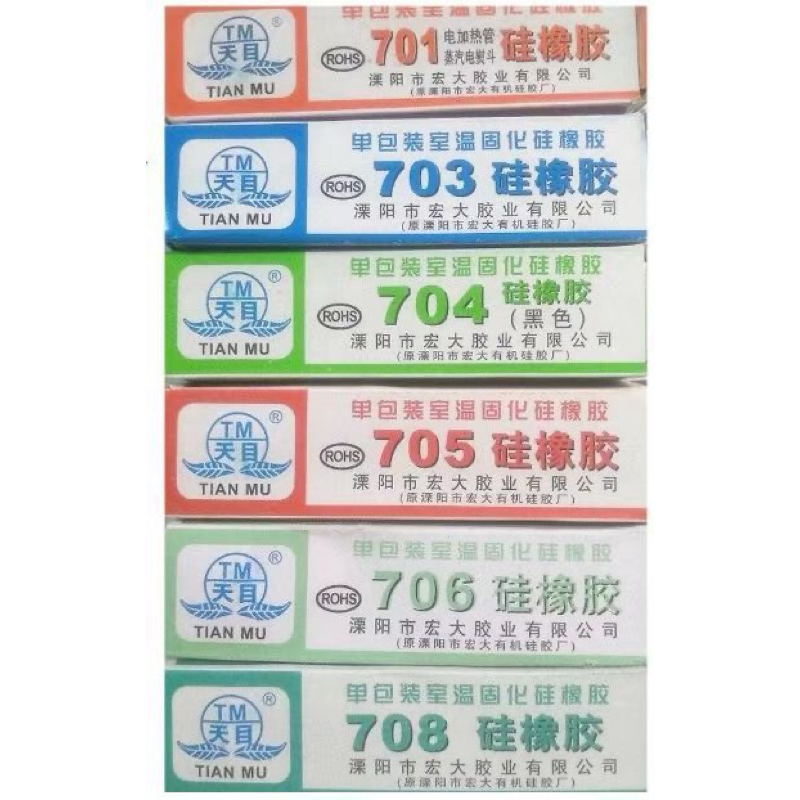 TM
天目
®
TIAN MU
单包装室温固化硅橡胶
ROHS
701 电加热管 硅橡胶
蒸汽电熨斗
溧阳市宏大胶业有限公司
(原溧阳市宏大有机硅胶厂)
TM
天目
TIAN MU
单包装室温固化硅橡胶
ROHS 703 硅橡胶
溧阳市宏大胶业有限公司
(原溧阳市宏大有机硅胶厂)
TM
天目
®
TIAN MU
单包装室温固化硅橡胶
ROHS 704 硅橡胶
(黑色)
溧阳市宏大胶业有限公司
(原溧阳市宏大有机硅胶厂)
TM
天目
®
TIAN MU
单包装室温固化硅橡胶
ROHS 705 硅橡胶
溧阳市宏大胶业有限公司
(原溧阳市宏大有机硅胶厂)
TM
天目
®
TIAN MU
单包装室温固化硅橡胶
ROHS 706 硅橡胶
溧阳市宏大胶业有限公司
(原溧阳市宏大有机硅胶厂)
TM
天目
®
TIAN MU
单包装室温固化硅橡胶
708 硅橡胶
溧阳市宏大胶业有限公司
(原溧阳市宏大有机硅胶厂)